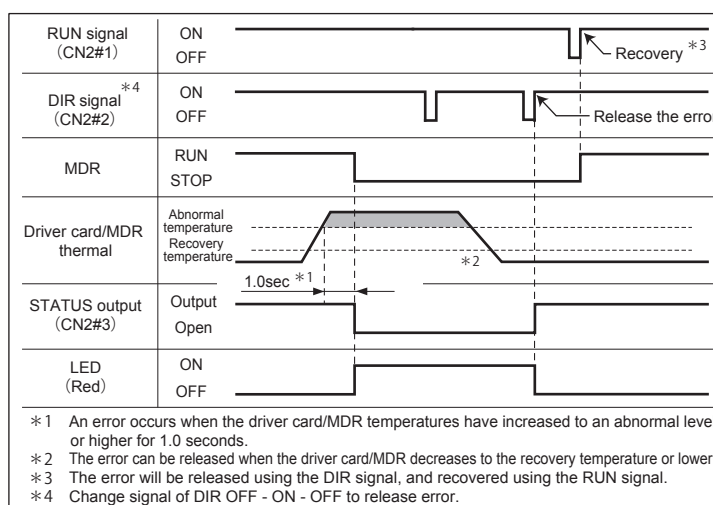 RUN signal
（CN2#1）
ON
OFF
Recovery ＊3
DIR signal ＊4
（CN2#2）
ON
OFF
Release the error
MDR
RUN
STOP
Driver card/MDR
thermal
Abnormal
temperature
Recovery
temperature
＊2
1.0sec ＊1
STATUS output
（CN2#3）
Output
Open
LED
（Red）
ON
OFF
＊1 An error occurs when the driver card/MDR temperatures have increased to an abnormal leve
or higher for 1.0 seconds.
＊2 The error can be released when the driver card/MDR decreases to the recovery temperature or lower
＊3 The error will be released using the DIR signal, and recovered using the RUN signal.
＊4 Change signal of DIR OFF - ON - OFF to release error.